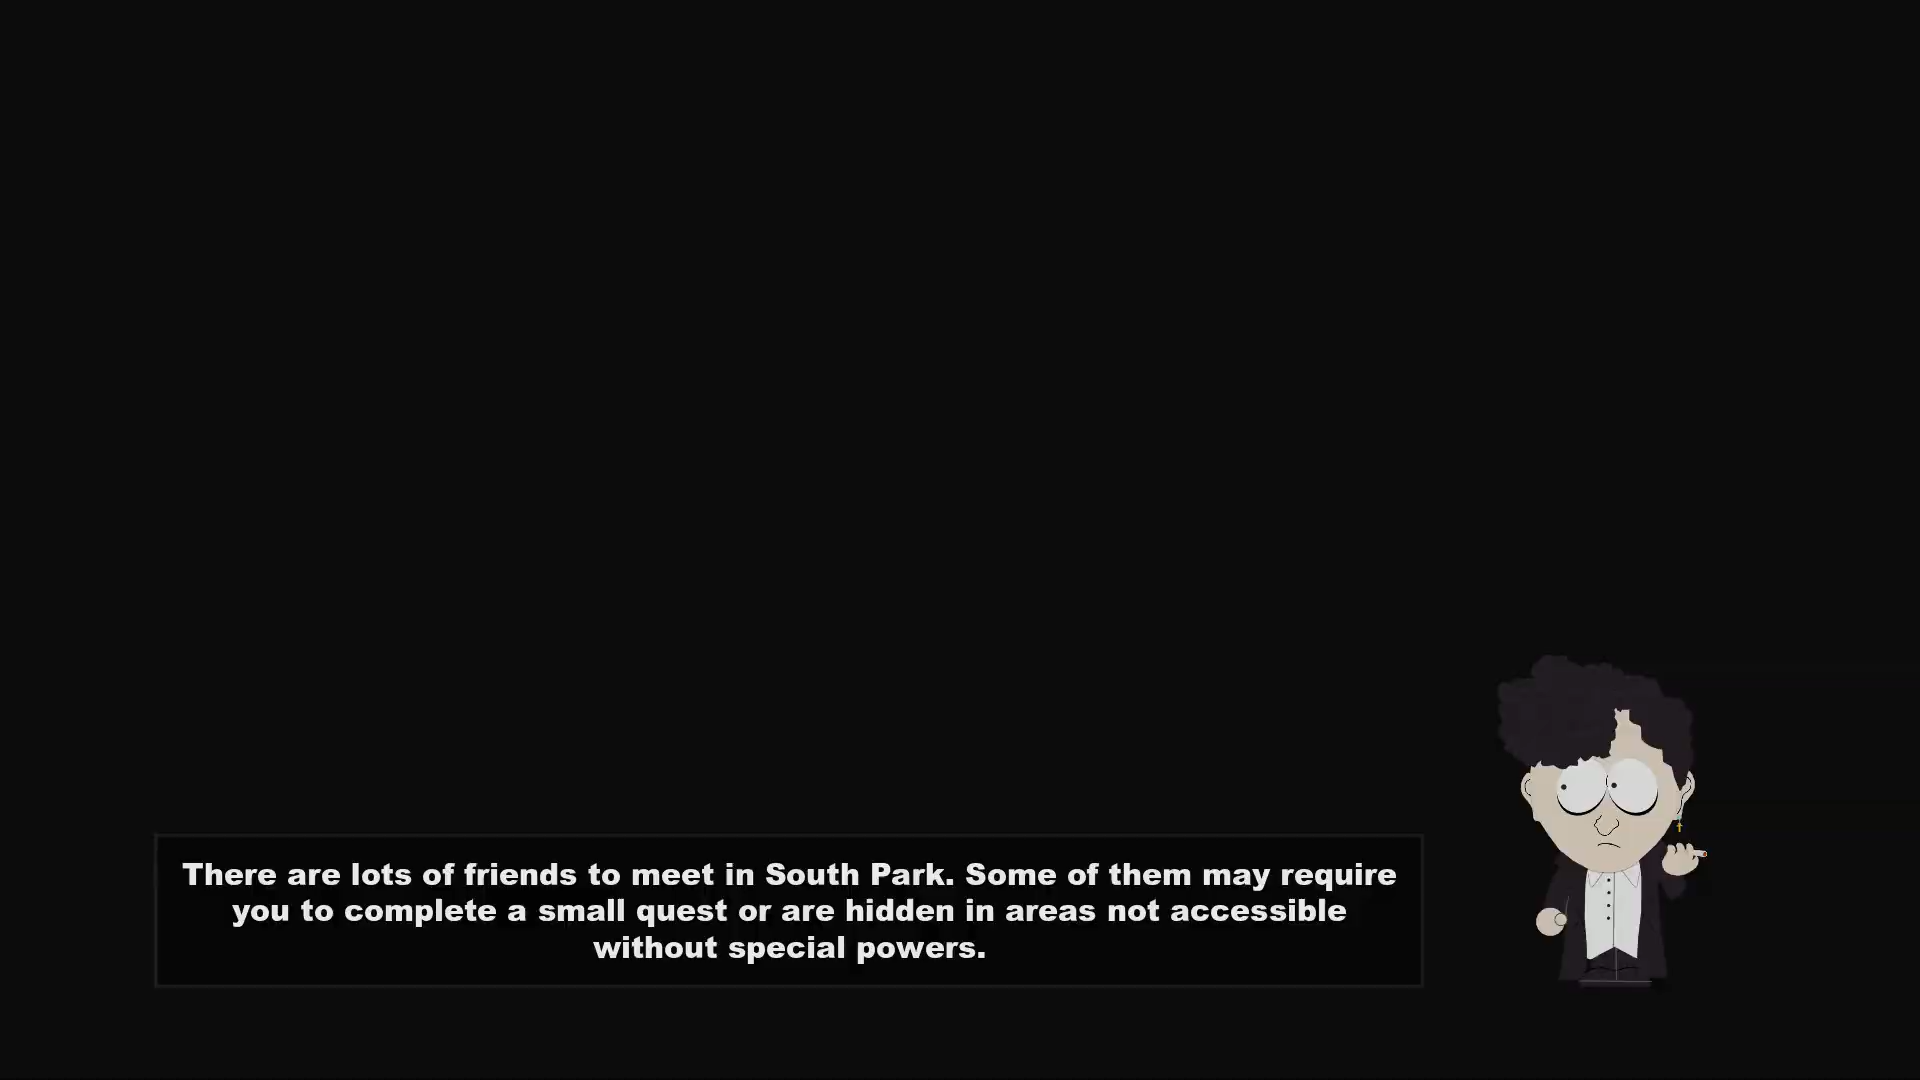 There are lots of friends to meet in South Park. Some of them may require
you to complete a small quest or are hidden in areas not accessible
without special powers.